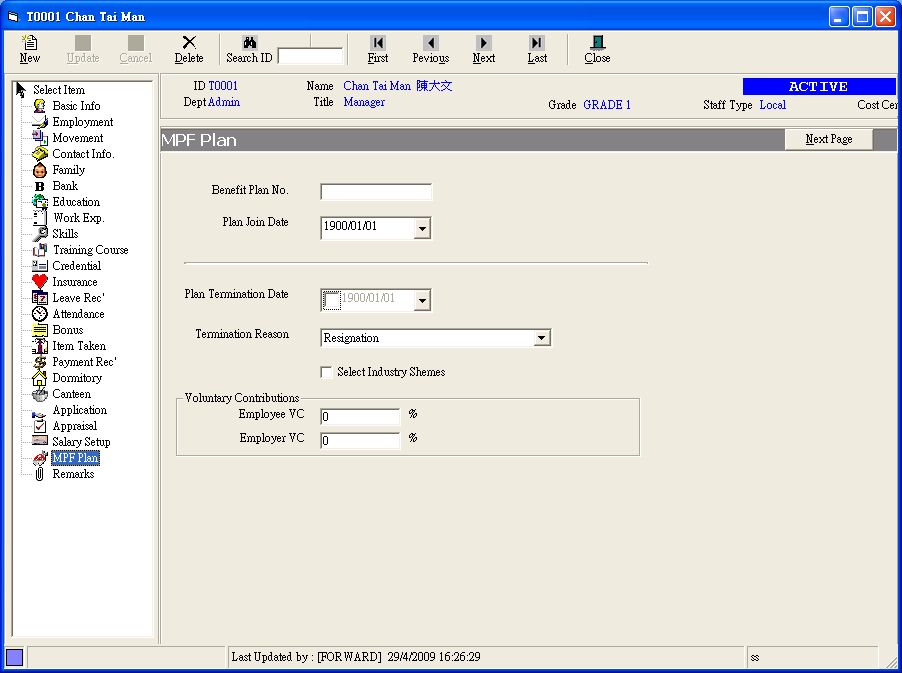 T0001 Chan Tai Man
New Update Cancel Delete Search ID First Pevious Next Last Close
Select Item
Basic Info
Employment
Movement
Contact Info.
Family
Bank
Education
Work Exp.
Skills
Training Course
Credential
Insurance
Leave Rec'
Attendance
Bonus
Item Taken
Payment Rec'
Dormitory
Canteen
Application
Appraisal
Salary Setup
MPF Plan
Remarks
ID T0001 Name Chan Tai Man 陳大文 ACTIVE
Dept Admin Title Manager Grade GRADE 1 Staff Type Local Cost Cen
MPF Plan Next Page
Benefit Plan No.
Plan Join Date 1900/01/01
Plan Termination Date 1900/01/01
Termination Reason Resignation
Select Industry Shemes
Voluntary Contributions
Employee VC 0 %
Employer VC 0 %
Last Updated by : [FORWARD] 29/4/2009 16:26:29 ss